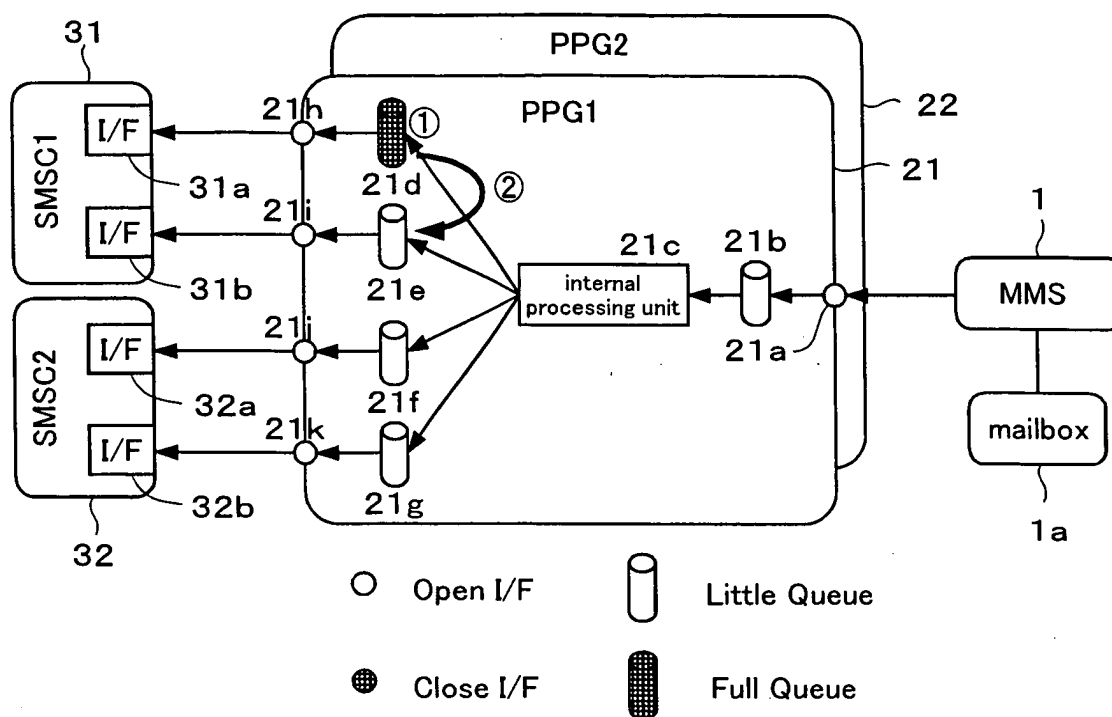 31
SMSC1
I/F
31a
I/F
31b
SMSC2
I/F
32a
I/F
32b
32
PPG2
PPG1
22
21
21h
①
21d
②
21i
21e
21j
21f
21k
21g
21c
internal
processing unit
21b
21a
1
MMS
mailbox
1a
Open I/F
Little Queue
Close I/F
Full Queue